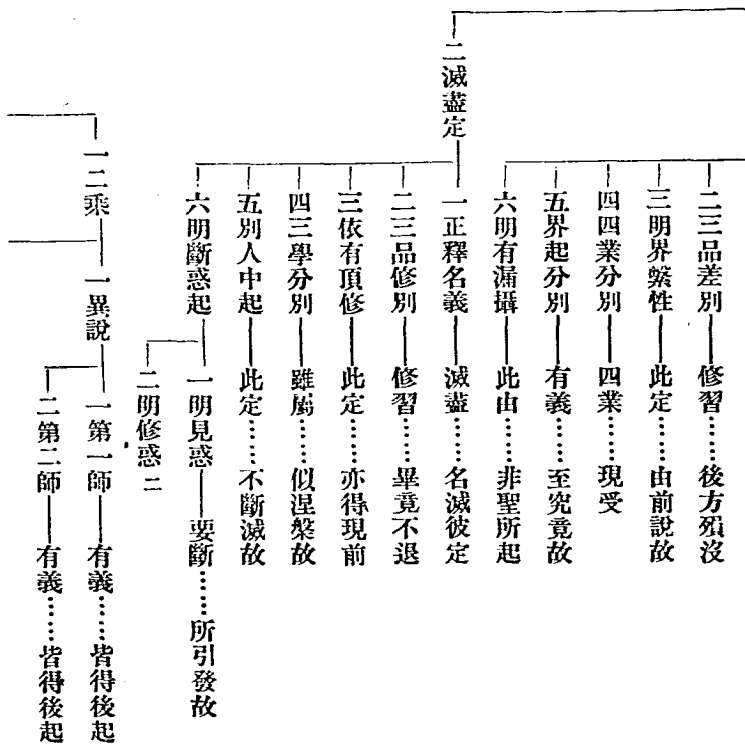 二三品差別——修習……後方殞沒
三明界繫性——此定……由前說故
四四業分別——四業……現受
五界起分別——有義……至究竟故
六明有漏攝——此由……非聖所起
二滅盡定
一正釋名義——滅盡……名滅彼定
二三品修別——修習……畢竟不退
三依有頂修——此定……亦得現前
四三學分別——雖屬……似涅槃故
五別人中起——此定……不斷滅故
六明斷惑起
一明見惑——要斷……所引發故
二明修惑 二
一二乘——一異說
一第一師——有義……皆得後起
二第二師——有義……皆得後起